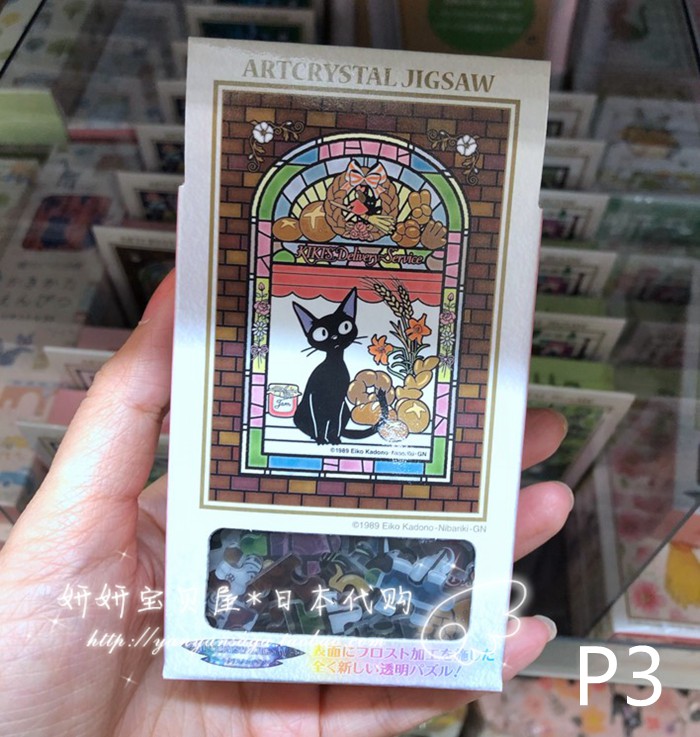 ARTCRYSTAL JIGSAW
KIKI'S Delivery Service
Jam
©1989 Eiko Kadono-Nibariki-GN
©1989 Eiko Kadono-Nibariki-GN
妍妍宝贝屋*日本代购
表面にフロスト加工を施した
全く新しい透明パズル!
P3